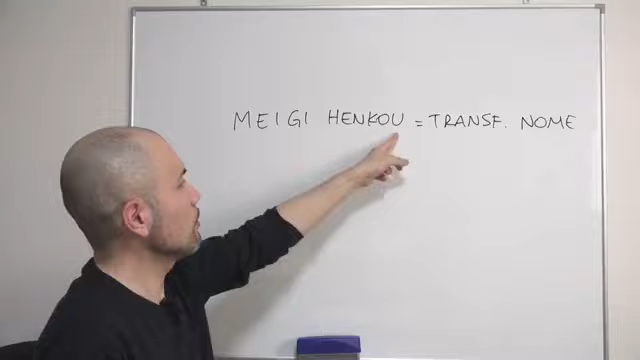 MEIGI HENKOU = TRANSF. NOME